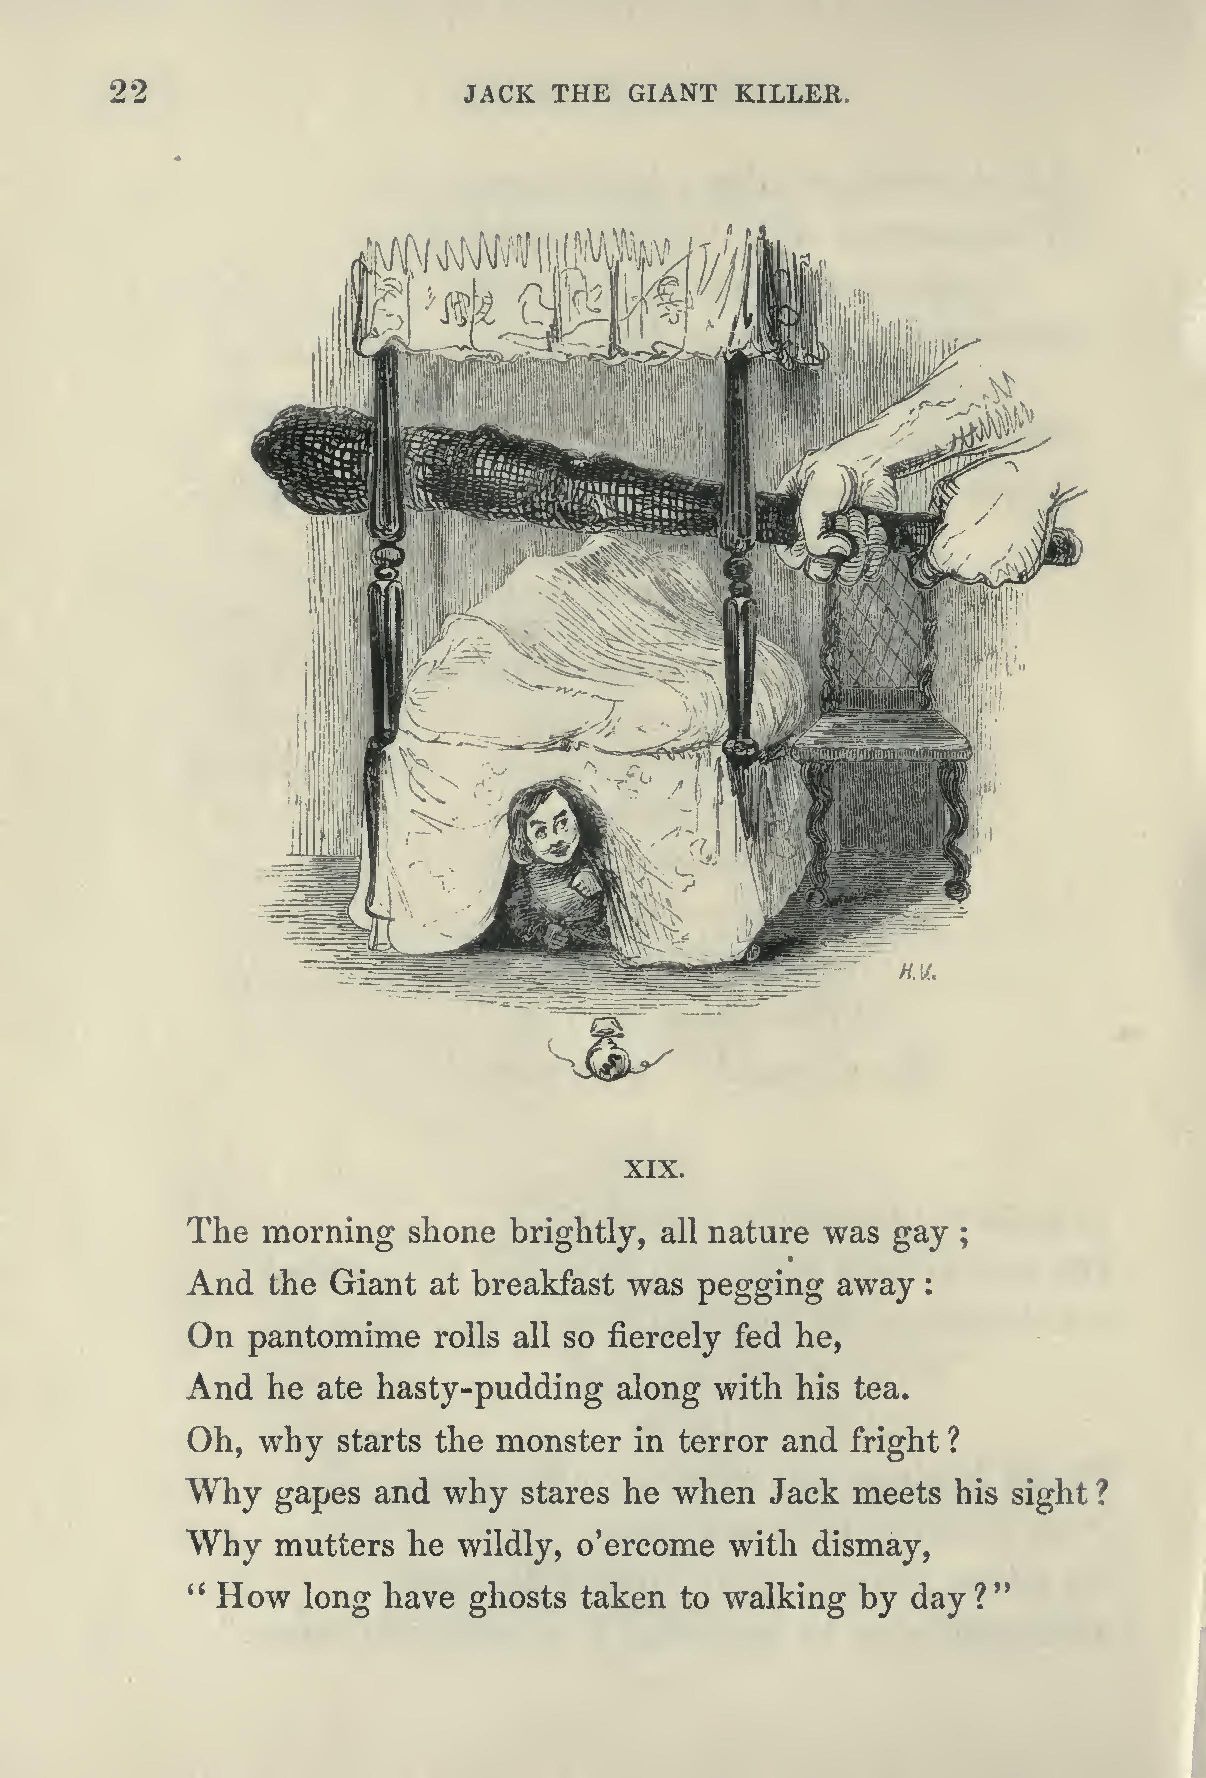 22
JACK THE GIANT KILLER.
H.V.
XIX.
The morning shone brightly, all nature was gay ;
And the Giant at breakfast was pegging away :
On pantomime rolls all so fiercely fed he,
And he ate hasty-pudding along with his tea.
Oh, why starts the monster in terror and fright ?
Why gapes and why stares he when Jack meets his sight ?
Why mutters he wildly, o’ercome with dismay,
“ How long have ghosts taken to walking by day ? ”